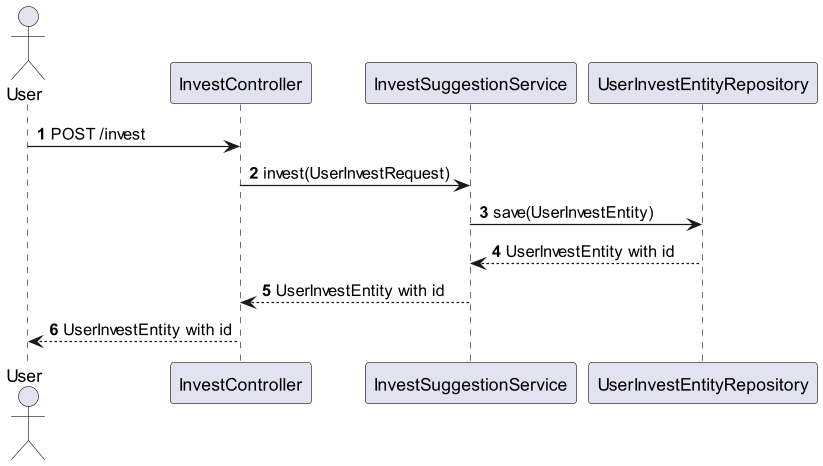 User
InvestController
InvestSuggestionService
UserInvestEntityRepository
1 POST /invest
2 invest(UserInvestRequest)
3 save(UserInvestEntity)
4 UserInvestEntity with id
5 UserInvestEntity with id
6 UserInvestEntity with id
User
InvestController
InvestSuggestionService
UserInvestEntityRepository